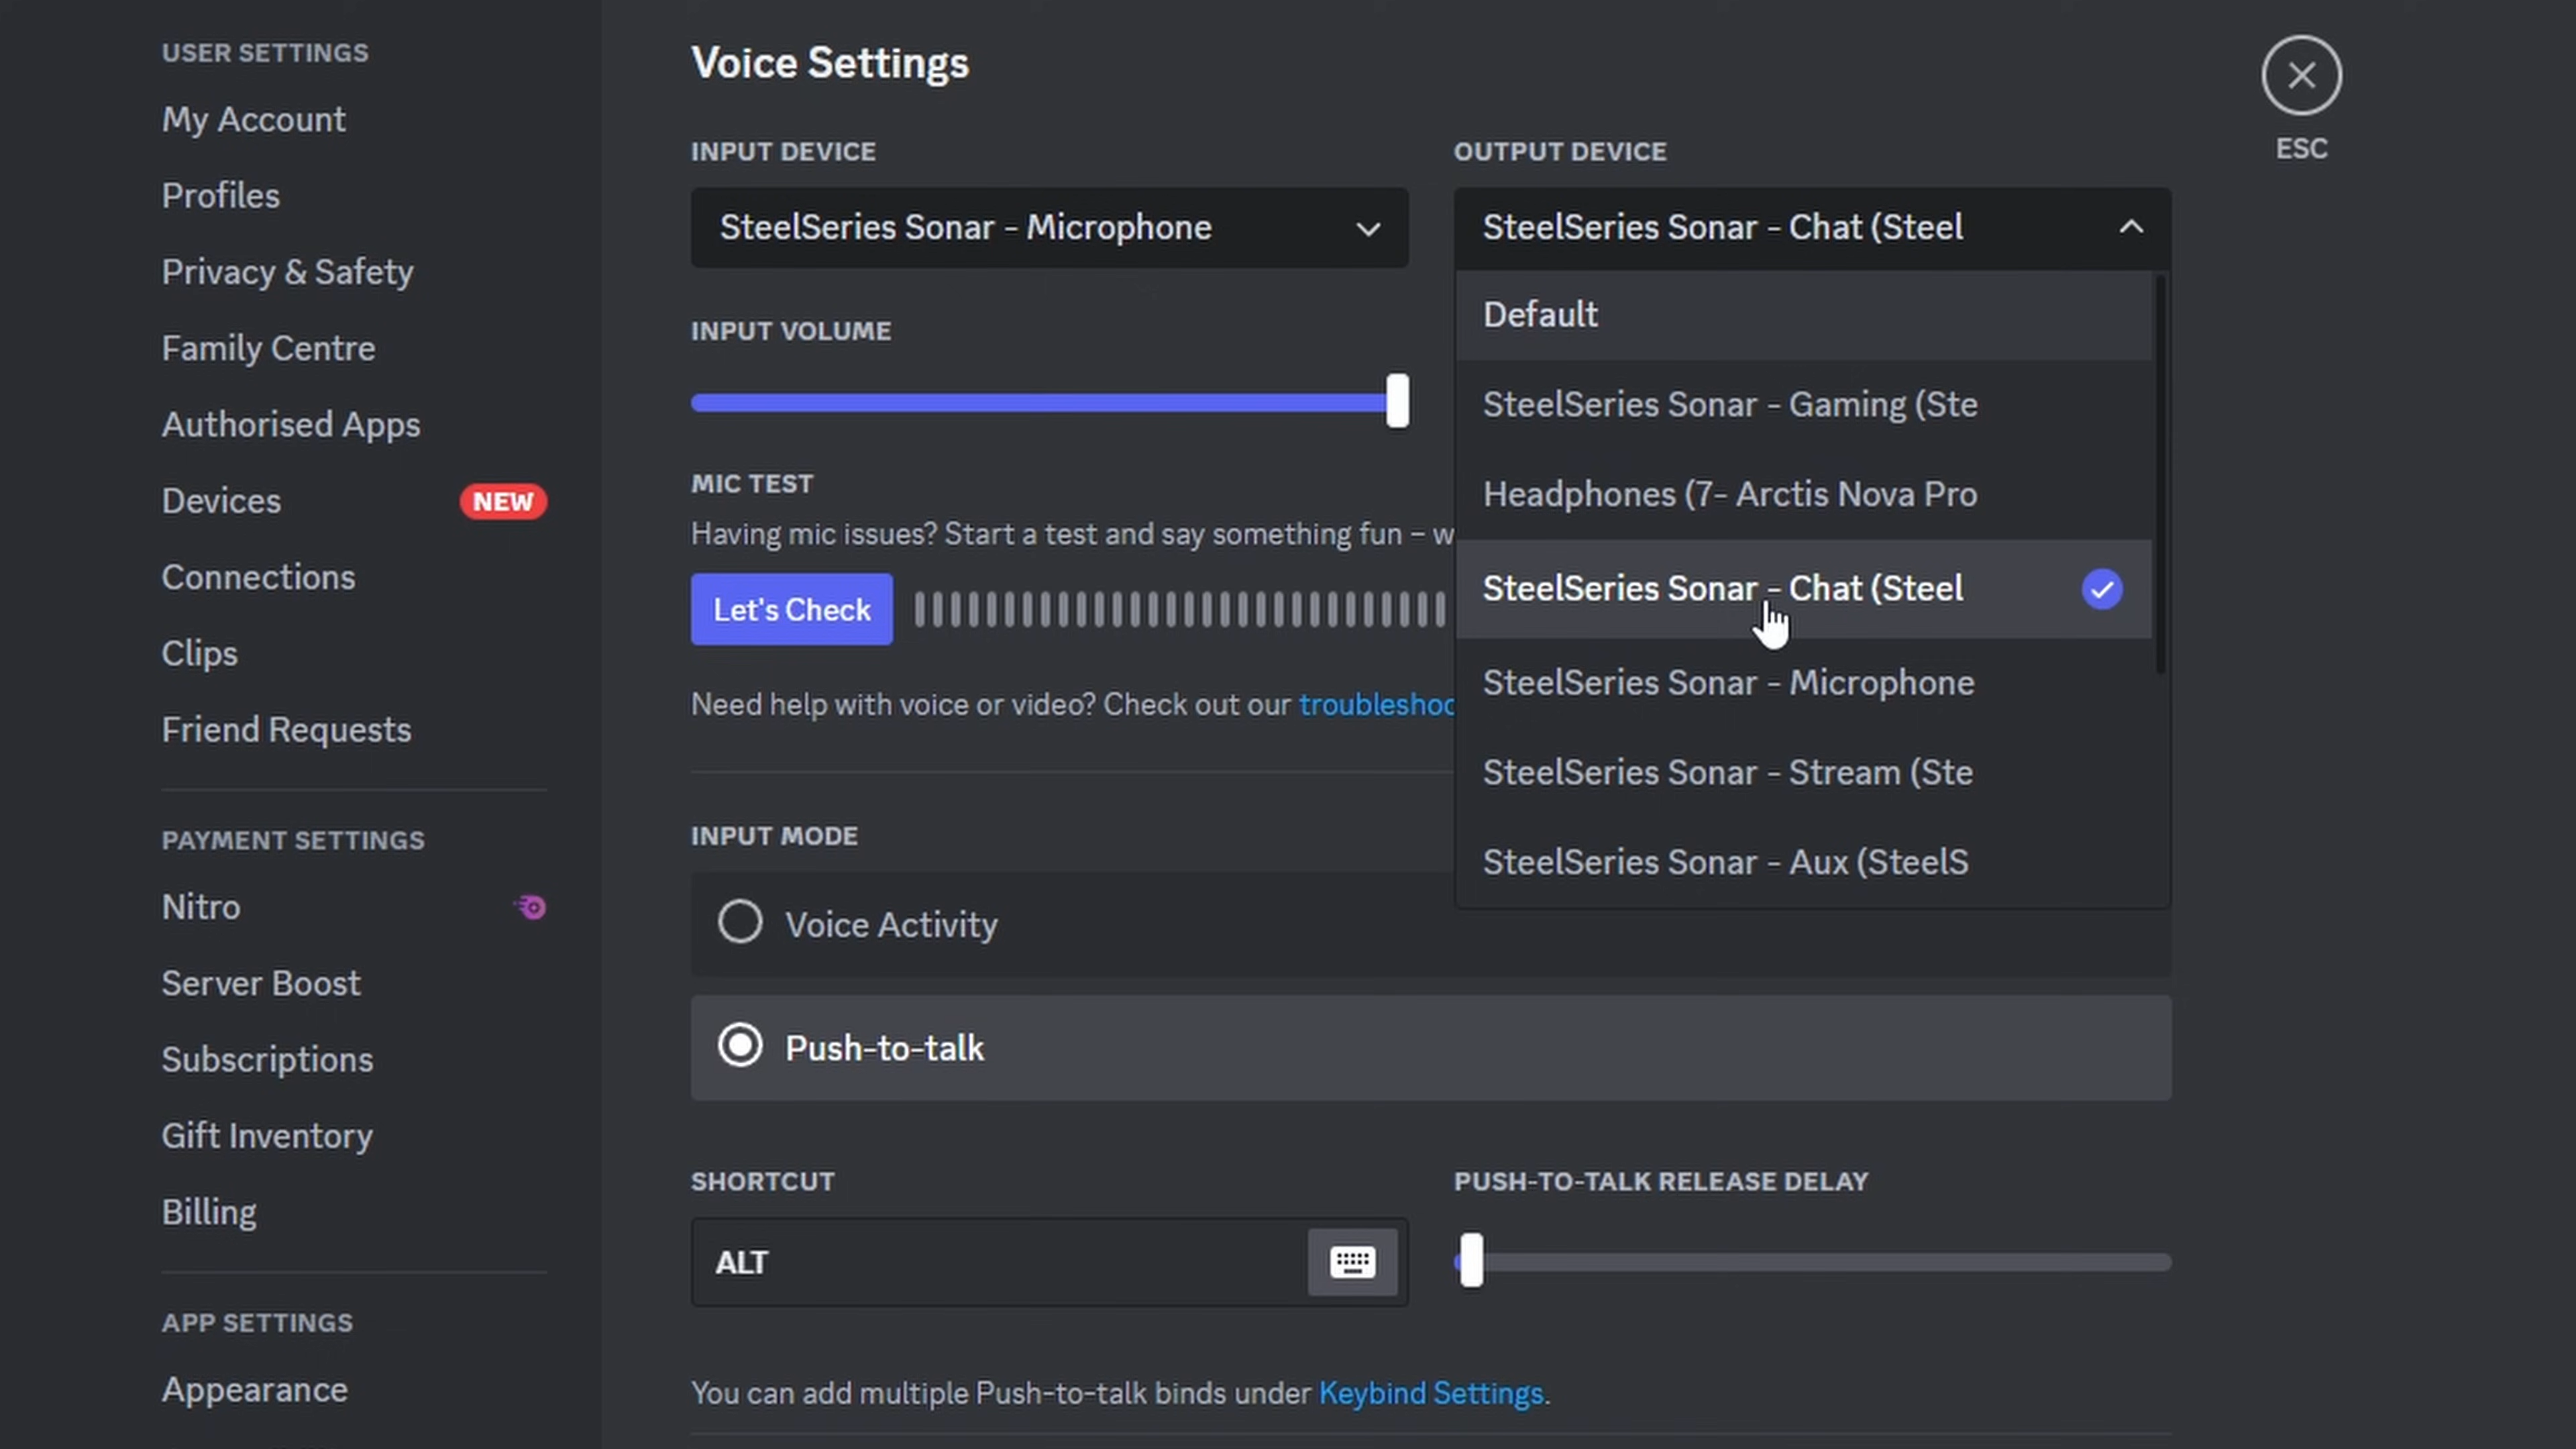 USER SETTINGS
My Account
Profiles
Privacy & Safety
Family Centre
Authorised Apps
Devices NEW
Connections
Clips
Friend Requests
PAYMENT SETTINGS
Nitro
Server Boost
Subscriptions
Gift Inventory
Billing
APP SETTINGS
Appearance
Voice Settings
INPUT DEVICE
SteelSeries Sonar - Microphone
INPUT VOLUME
MIC TEST
Having mic issues? Start a test and say something fun – w
Let's Check
Need help with voice or video? Check out our troubleshoo
OUTPUT DEVICE
SteelSeries Sonar - Chat (Steel
Default
SteelSeries Sonar - Gaming (Ste
Headphones (7- Arctis Nova Pro
SteelSeries Sonar - Chat (Steel
SteelSeries Sonar - Microphone
SteelSeries Sonar - Stream (Ste
SteelSeries Sonar - Aux (SteelS
INPUT MODE
Voice Activity
Push-to-talk
SHORTCUT
ALT
PUSH-TO-TALK RELEASE DELAY
You can add multiple Push-to-talk binds under Keybind Settings.
ESC